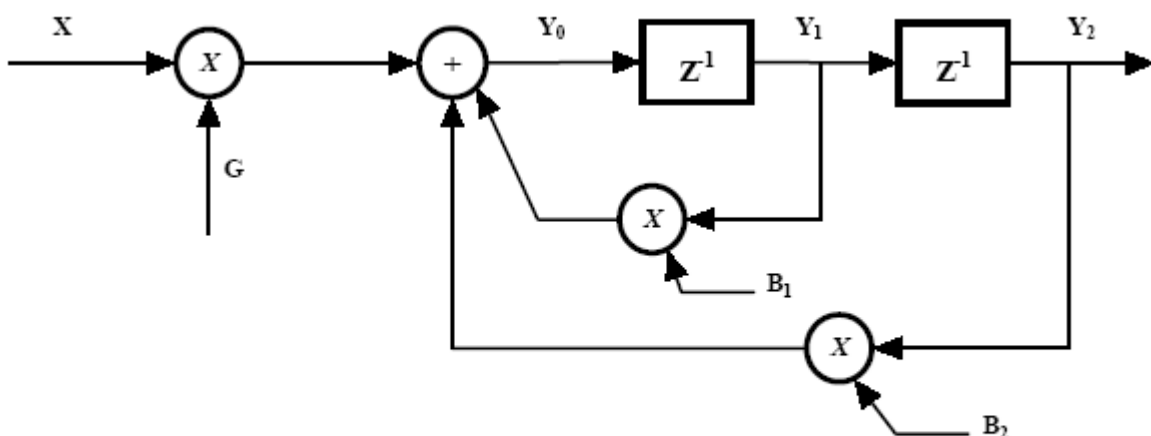 X Y₀ Y₁ Y₂
X + Z⁻¹ Z⁻¹
G
X
B₁
X
B₂